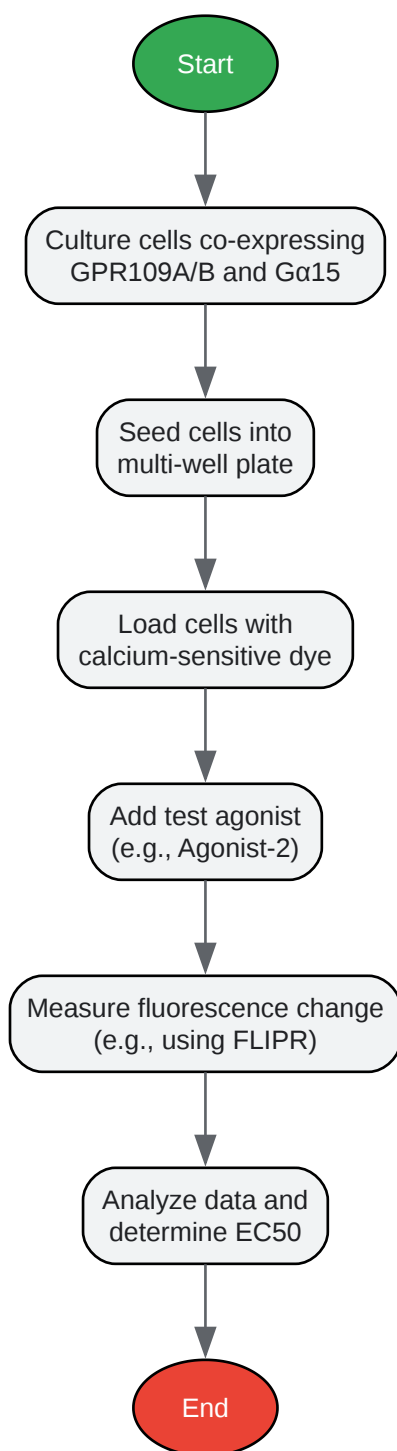 Start
Culture cells co-expressing
GPR109A/B and Gα15
Seed cells into
multi-well plate
Load cells with
calcium-sensitive dye
Add test agonist
(e.g., Agonist-2)
Measure fluorescence change
(e.g., using FLIPR)
Analyze data and
determine EC50
End